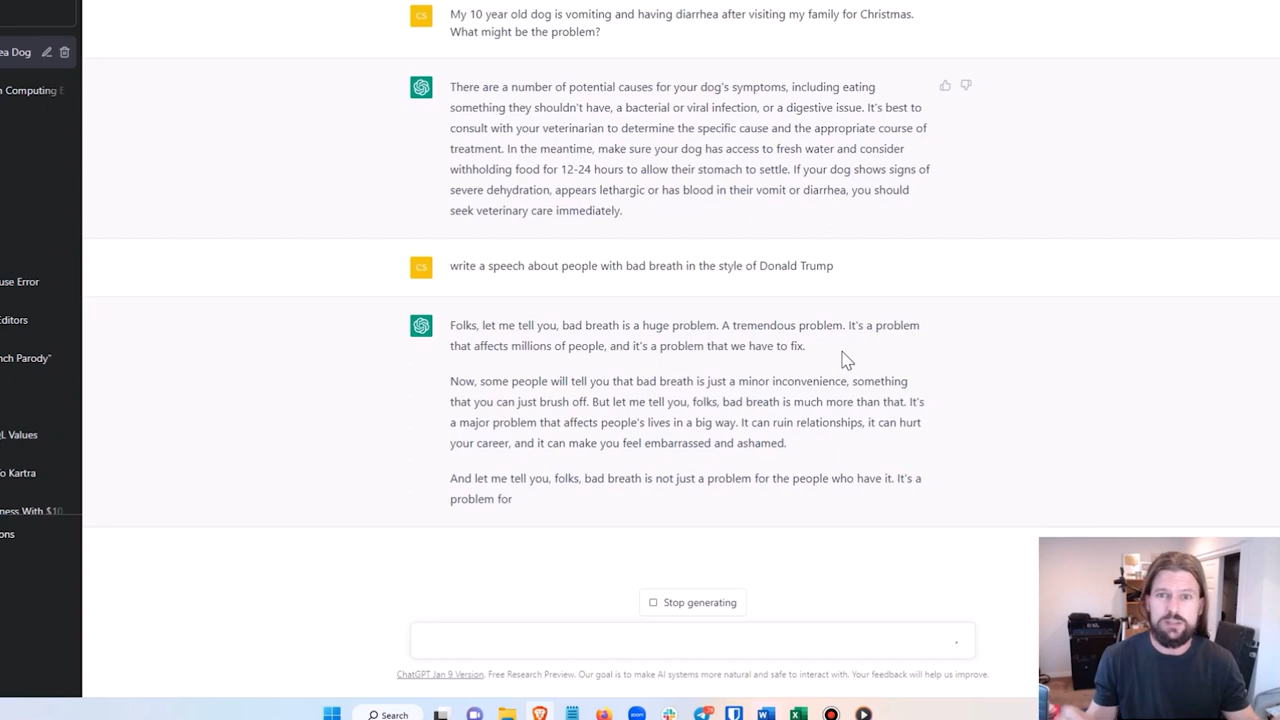 CS
My 10 year old dog is vomiting and having diarrhea after visiting my family for Christmas.
What might be the problem?
ea Dog
n Computing E
There are a number of potential causes for your dog's symptoms, including eating
something they shouldn't have, a bacterial or viral infection, or a digestive issue. It's best to
consult with your veterinarian to determine the specific cause and the appropriate course of
treatment. In the meantime, make sure your dog has access to fresh water and consider
withholding food for 12-24 hours to allow their stomach to settle. If your dog shows signs of
severe dehydration, appears lethargic or has blood in their vomit or diarrhea, you should
seek veterinary care immediately.
CS
write a speech about people with bad breath in the style of Donald Trump
use Error
Editors
nch Parody"
QL Values
o Kartra
ness With $10
ons
Folks, let me tell you, bad breath is a huge problem. A tremendous problem. It's a problem
that affects millions of people, and it's a problem that we have to fix.
Now, some people will tell you that bad breath is just a minor inconvenience, something
that you can just brush off. But let me tell you, folks, bad breath is much more than that. It's
a major problem that affects people's lives in a big way. It can ruin relationships, it can hurt
your career, and it can make you feel embarrassed and ashamed.
And let me tell you, folks, bad breath is not just a problem for the people who have it. It's a
problem for
Stop generating
ChatGPT Jan 9 Version. Free Research Preview. Our goal is to make AI systems more natural and safe to interact with. Your feedback will help us improve.
Search
zoom